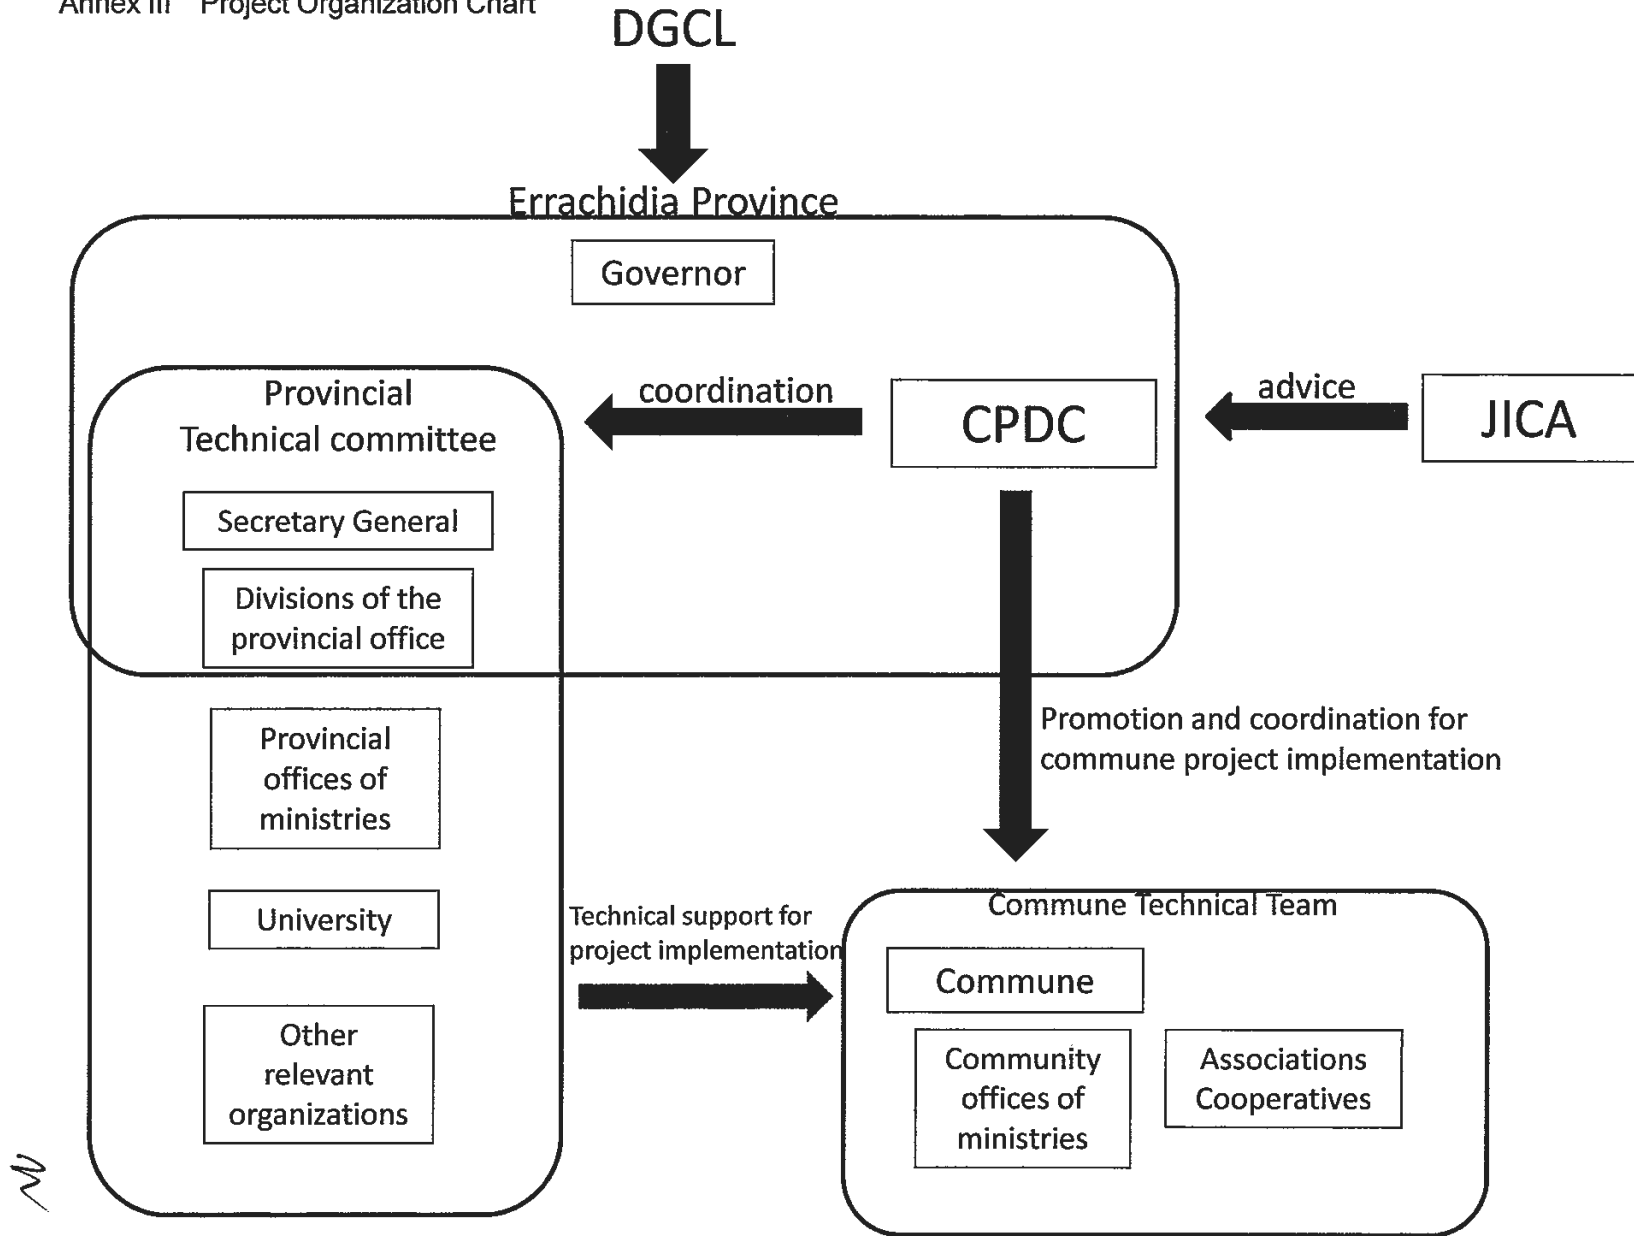 Annex III Project Organization Chart
DGCL
Errachidia Province
Governor
Provincial
Technical committee
coordination
CPDC
advice
JICA
Secretary General
Divisions of the
provincial office
Provincial
offices of
ministries
Promotion and coordination for
commune project implementation
University
Technical support for
project implementation
Commune Technical Team
Commune
Other
relevant
organizations
Community
offices of
ministries
Associations
Cooperatives